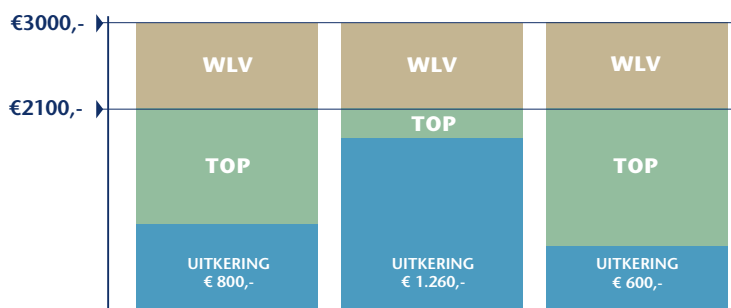 €3000,-
WLV
WLV
WLV
€2100,-
TOP
TOP
TOP
UITKERING
€ 800,-
UITKERING
€ 1.260,-
UITKERING
€ 600,-